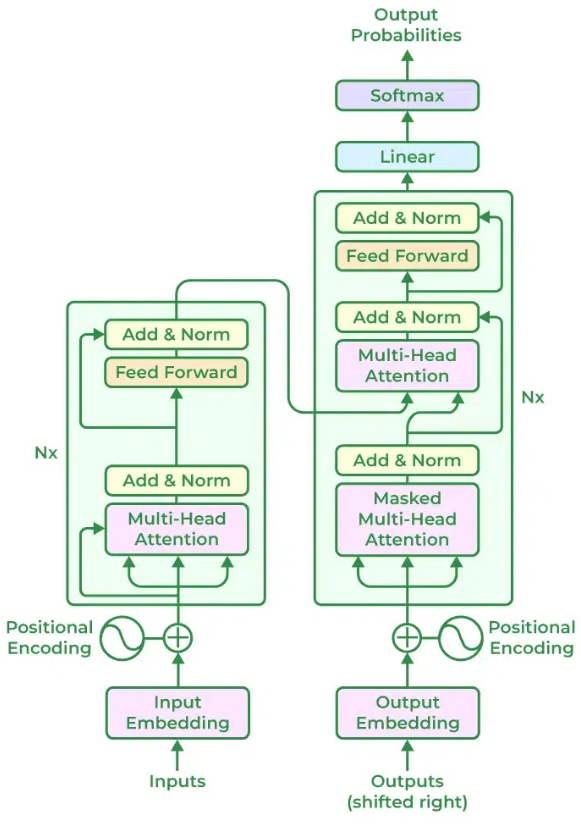 Output
Probabilities
Softmax
Linear
Add & Norm
Feed Forward
Add & Norm
Multi-Head
Attention
Nx
Add & Norm
Masked
Multi-Head
Attention
Positional
Encoding
Output
Embedding
Outputs
(shifted right)
Add & Norm
Feed Forward
Nx
Add & Norm
Multi-Head
Attention
Positional
Encoding
Input
Embedding
Inputs